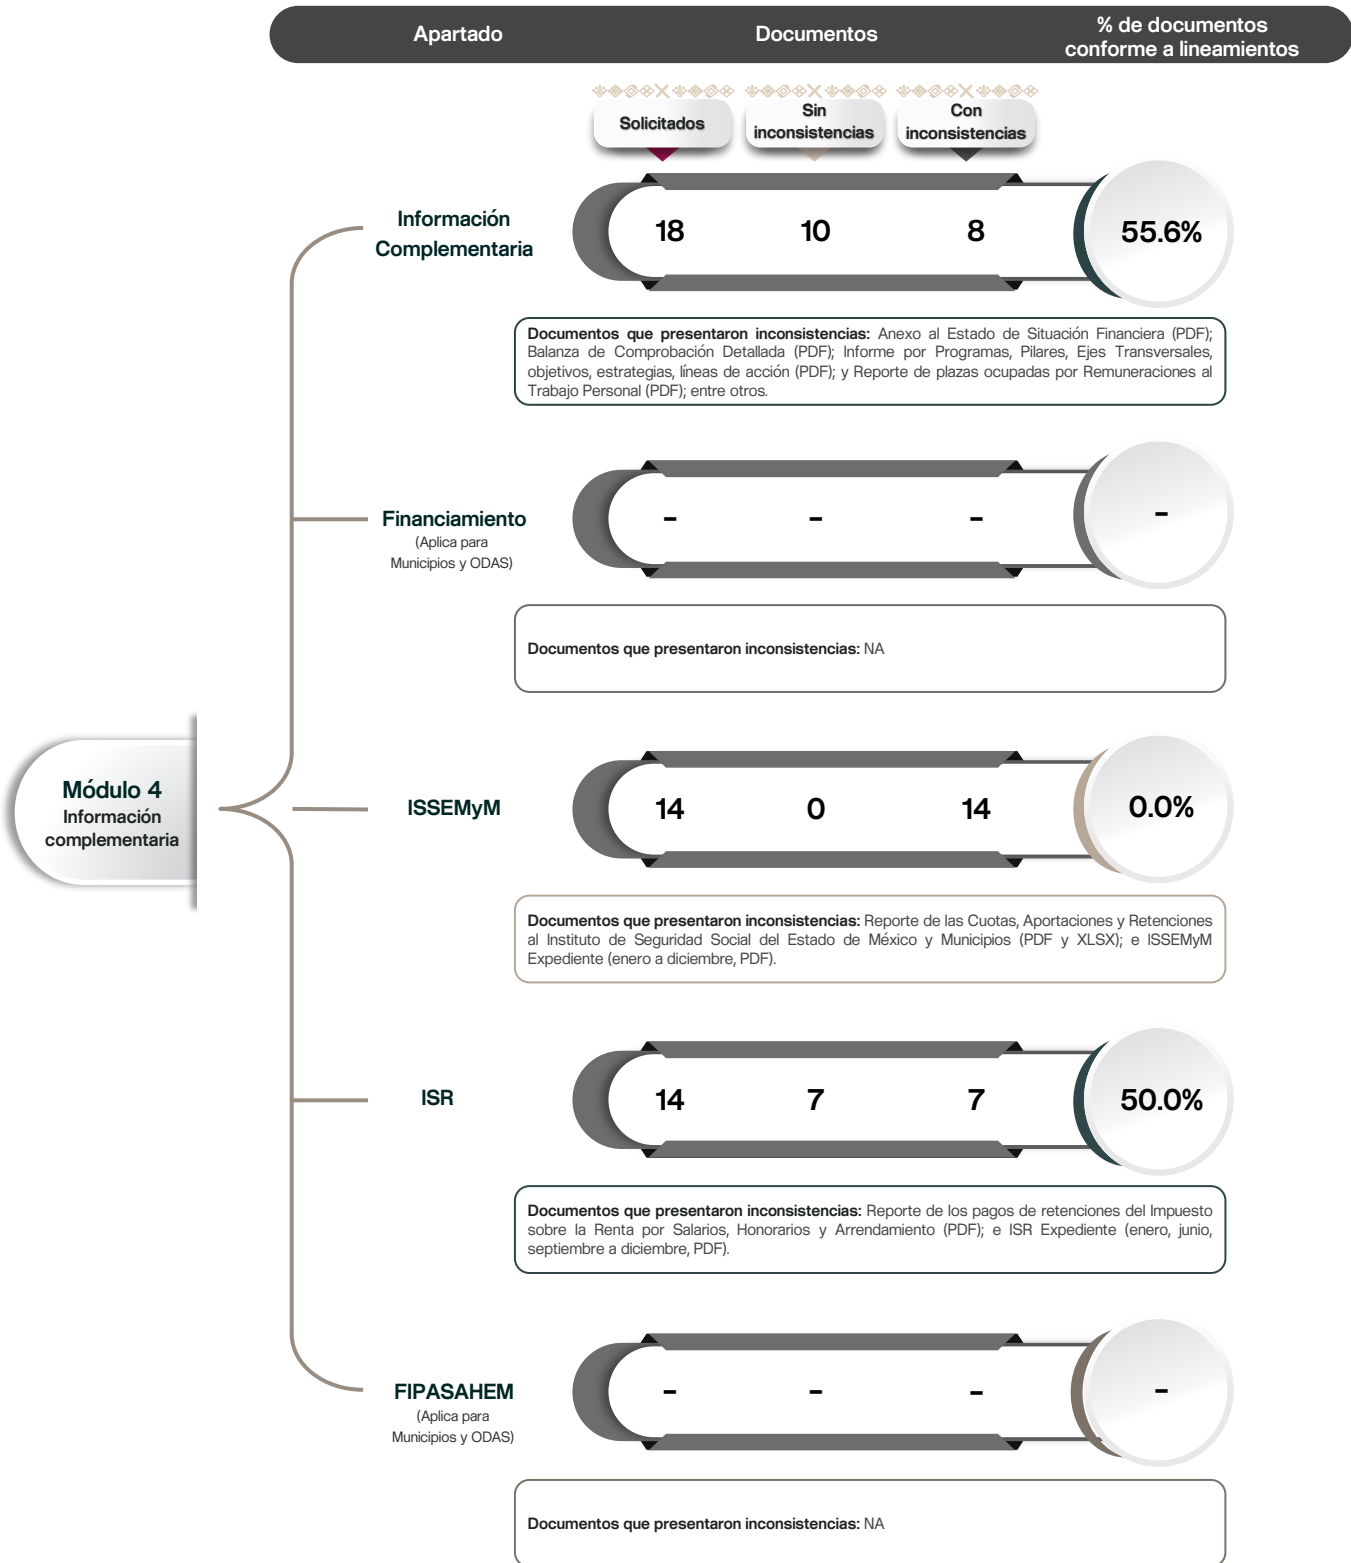 Apartado
Documentos
% de documentos
conforme a lineamientos
Solicitados
Sin
inconsistencias
Con
inconsistencias
Información
Complementaria
18
10
8
55.6%
Documentos que presentaron inconsistencias: Anexo al Estado de Situación Financiera (PDF);
Balanza de Comprobación Detallada (PDF); Informe por Programas, Pilares, Ejes Transversales,
objetivos, estrategias, líneas de acción (PDF); y Reporte de plazas ocupadas por Remuneraciones al
Trabajo Personal (PDF); entre otros.
Financiamiento
(Aplica para
Municipios y ODAS)
-
-
-
-
Documentos que presentaron inconsistencias: NA
Módulo 4
Información
complementaria
ISSEMyM
14
0
14
0.0%
Documentos que presentaron inconsistencias: Reporte de las Cuotas, Aportaciones y Retenciones
al Instituto de Seguridad Social del Estado de México y Municipios (PDF y XLSX); e ISSEMyM
Expediente (enero a diciembre, PDF).
ISR
14
7
7
50.0%
Documentos que presentaron inconsistencias: Reporte de los pagos de retenciones del Impuesto
sobre la Renta por Salarios, Honorarios y Arrendamiento (PDF); e ISR Expediente (enero, junio,
septiembre a diciembre, PDF).
FIPASAHEM
(Aplica para
Municipios y ODAS)
-
-
-
-
Documentos que presentaron inconsistencias: NA